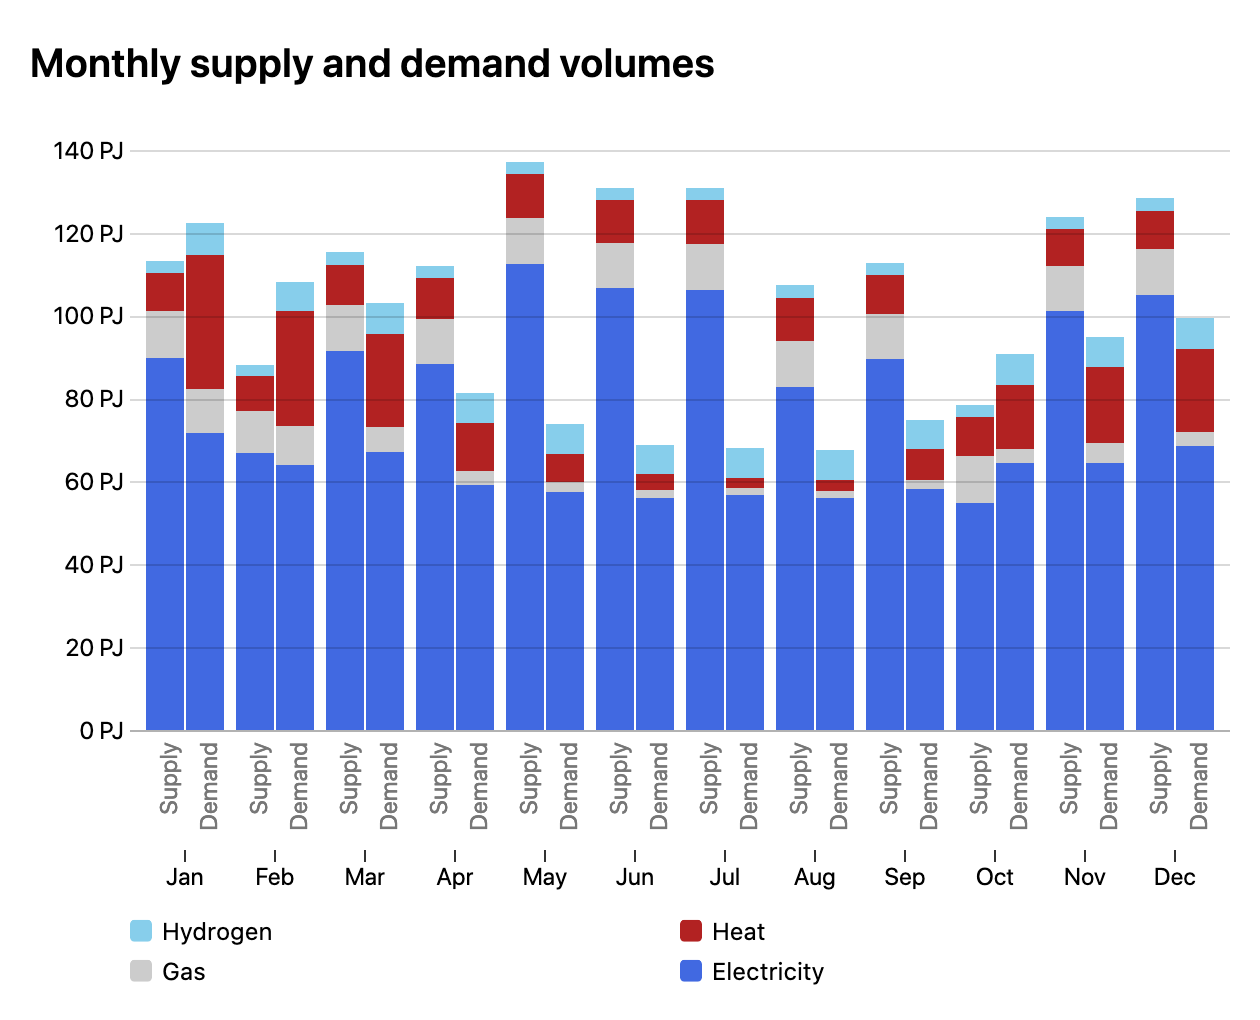 Monthly supply and demand volumes
140 PJ
120 PJ
100 PJ
80 PJ
60 PJ
40 PJ
20 PJ
0 PJ
Supply Demand Supply Demand Supply Demand Supply Demand Supply Demand Supply Demand Supply Demand Supply Demand Supply Demand Supply Demand Supply Demand Supply Demand
Jan Feb Mar Apr May Jun Jul Aug Sep Oct Nov Dec
Hydrogen Heat
Gas Electricity